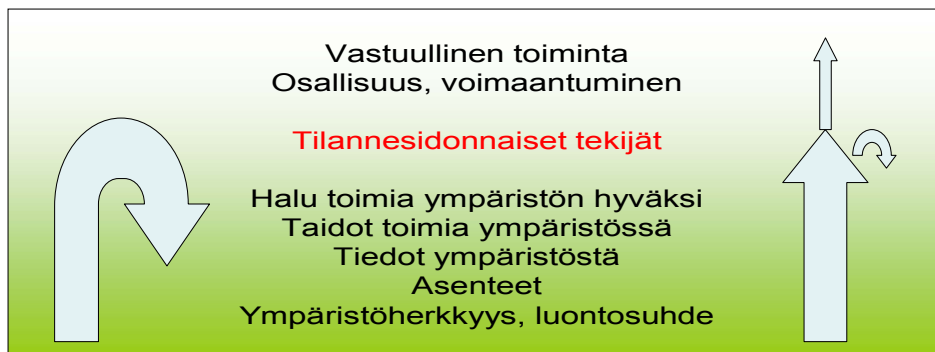 Vastuullinen toiminta
Osallisuus, voimaantuminen
Tilannesidonnaiset tekijät
Halu toimia ympäristön hyväksi
Taidot toimia ympäristössä
Tiedot ympäristöstä
Asenteet
Ympäristöherkkyys, luontosuhde